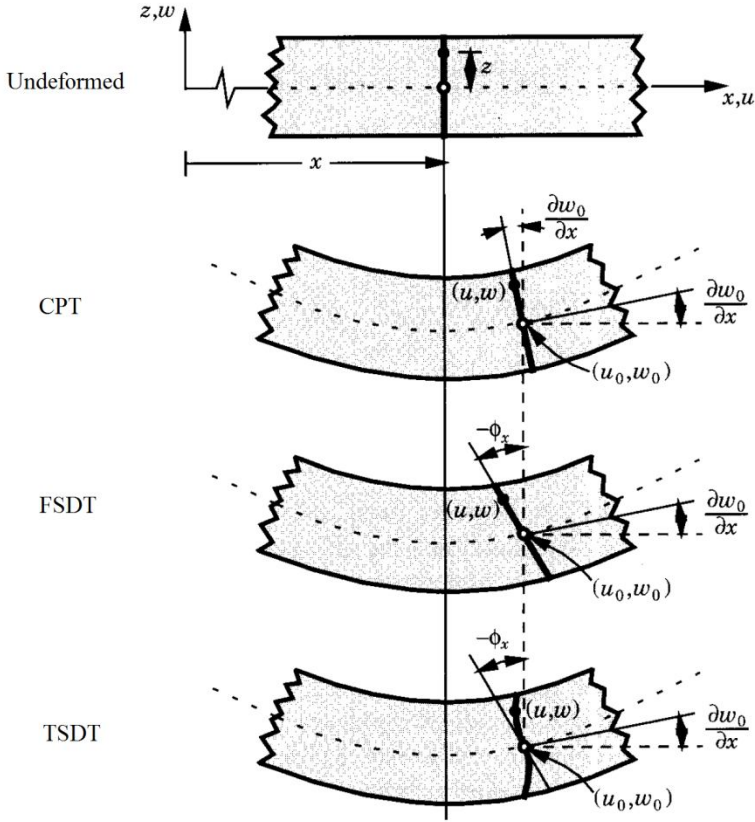 z,w
Undeformed
z
x,u
x
∂w₀
∂x
CPT
(u,w)
∂w₀
∂x
(u₀,w₀)
−ϕₓ
FSDT
(u,w)
∂w₀
∂x
(u₀,w₀)
−ϕₓ
TSDT
(u,w)
∂w₀
∂x
(u₀,w₀)